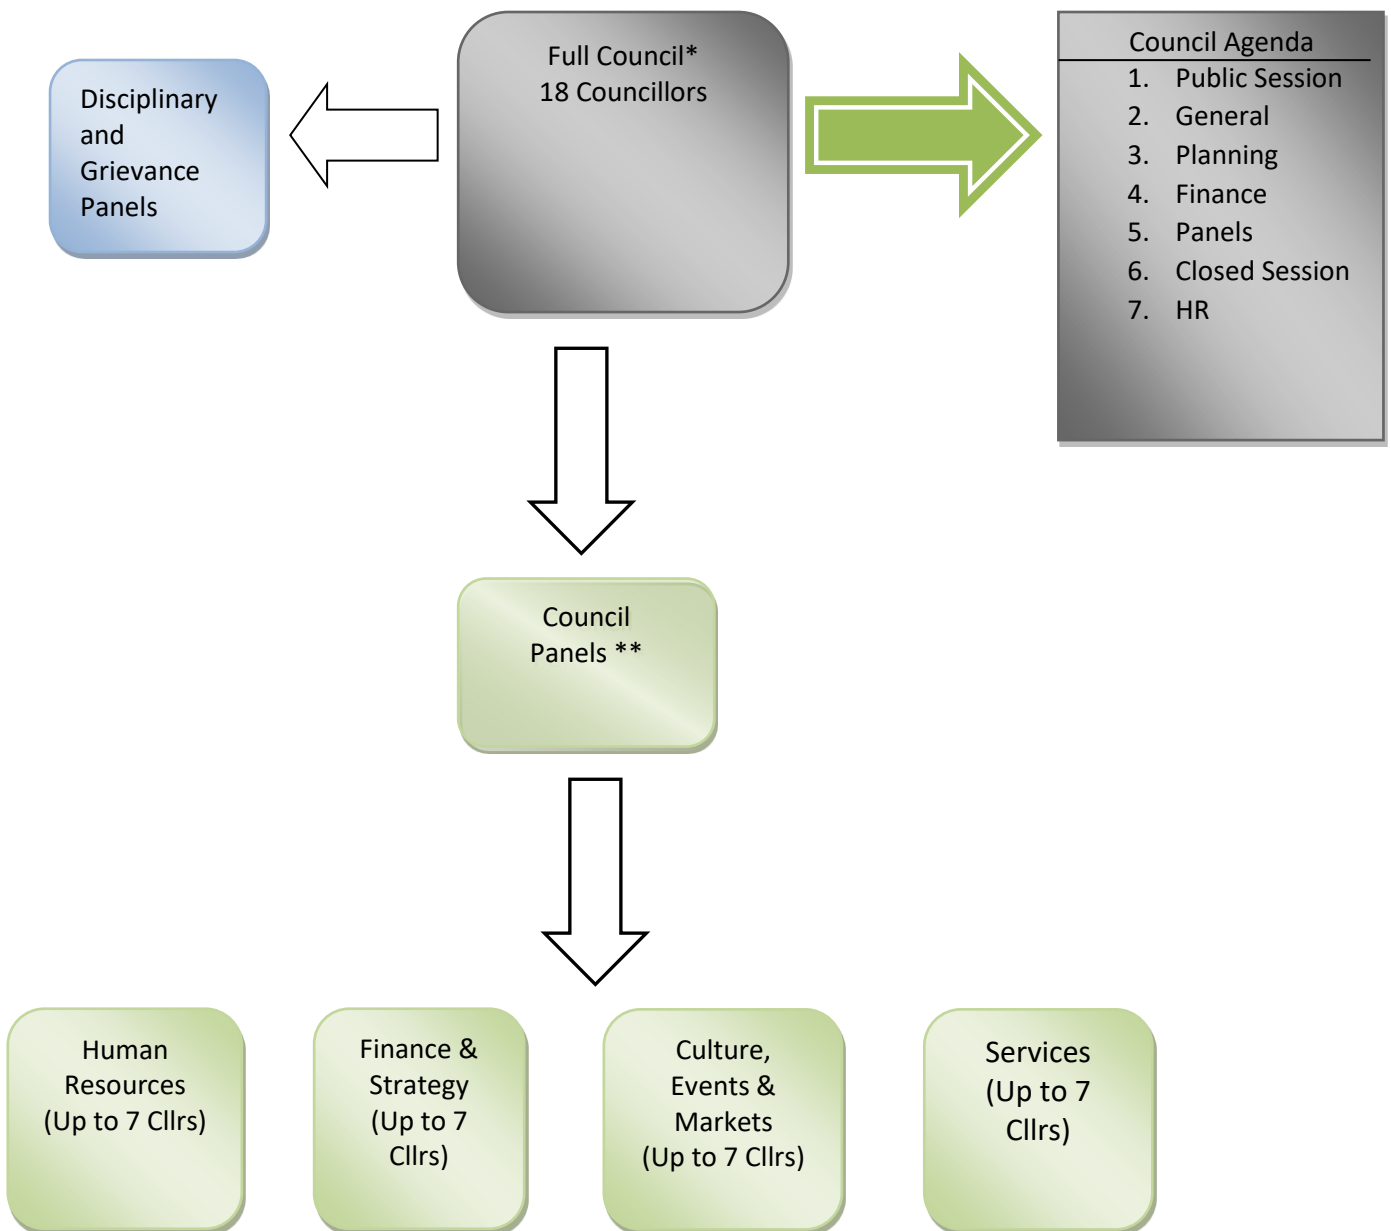 Disciplinary
and
Grievance
Panels
Full Council*
18 Councillors
Council Agenda
1. Public Session
2. General
3. Planning
4. Finance
5. Panels
6. Closed Session
7. HR
Council
Panels **
Human
Resources
(Up to 7 Cllrs)
Finance &
Strategy
(Up to 7
Cllrs)
Culture,
Events &
Markets
(Up to 7 Cllrs)
Services
(Up to 7
Cllrs)